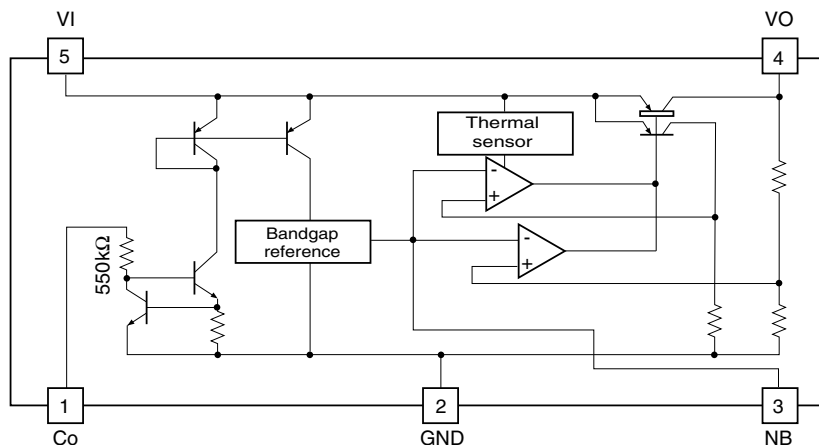 VI
VO
5
4
Thermal
sensor
-
+
Bandgap
reference
-
+
550kΩ
1
2
3
Co
GND
NB